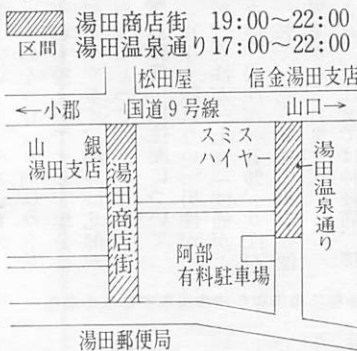 湯田商店街 19:00〜22:00
区間 湯田温泉通り17:00〜22:00
松田屋 信金湯田支店
←小郡 国道9号線 山口→
山銀
湯田支店
湯田商店街
スミス
ハイヤー
湯田温泉通り
阿部
有料駐車場
湯田郵便局